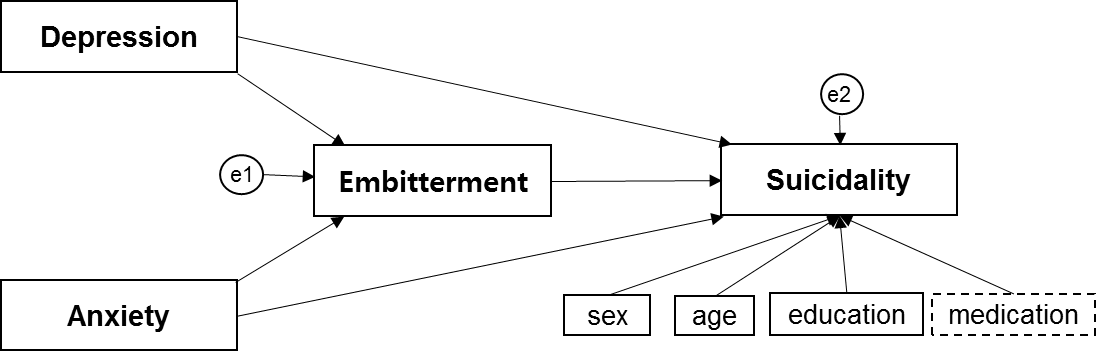 Depression
e2
e1
Embitterment
Suicidality
Anxiety
sex
age
education
medication